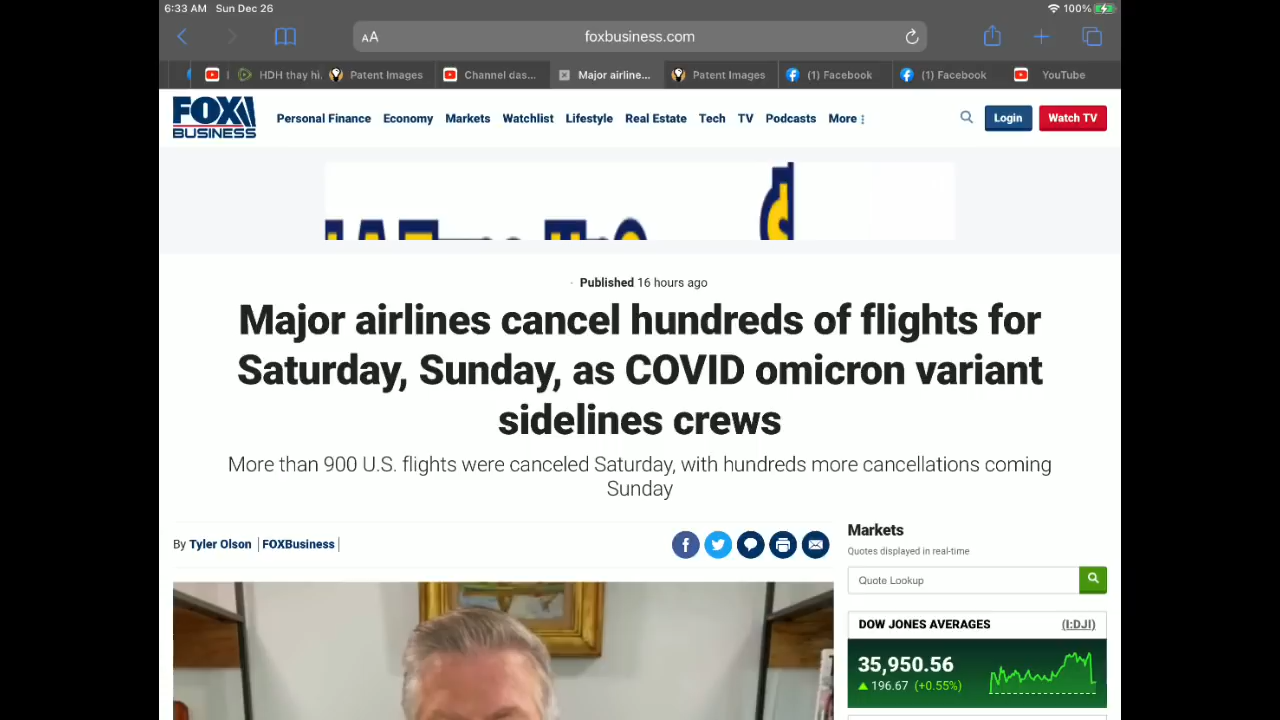 6:33 AM Sun Dec 26
100%
AA
foxbusiness.com
HDH thay hi,
Patent Images
Channel das...
Major airline...
Patent Images
(1) Facebook
(1) Facebook
YouTube
FOX
BUSINESS
Personal Finance Economy Markets Watchlist Lifestyle Real Estate Tech TV Podcasts More
Login
Watch TV
· Published 16 hours ago
Major airlines cancel hundreds of flights for
Saturday, Sunday, as COVID omicron variant
sidelines crews
More than 900 U.S. flights were canceled Saturday, with hundreds more cancellations coming
Sunday
By Tyler Olson | FOXBusiness |
Markets
Quotes displayed in real-time
Quote Lookup
DOW JONES AVERAGES (I:DJI)
35,950.56
196.67 (+0.55%)